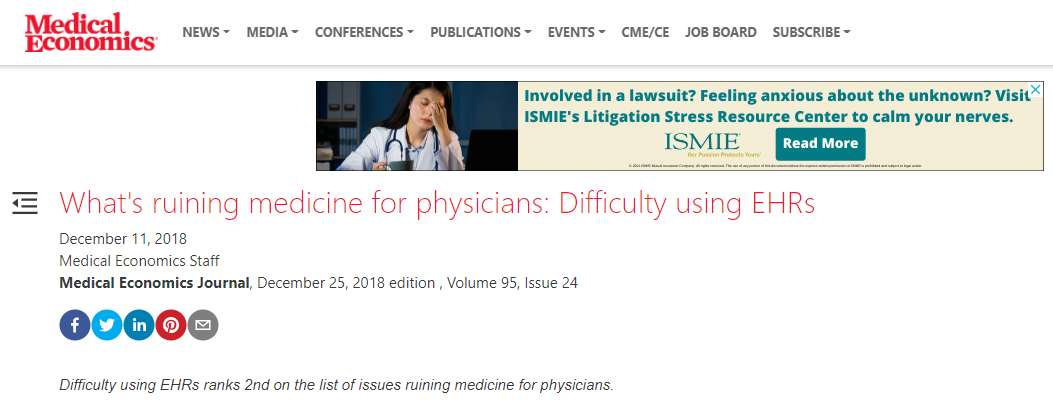 Medical
Economics
NEWS MEDIA CONFERENCES PUBLICATIONS EVENTS CME/CE JOB BOARD SUBSCRIBE
Involved in a lawsuit? Feeling anxious about the unknown? Visit
ISMIE's Litigation Stress Resource Center to calm your nerves.
ISMIE
Our Passion Protects Yours
Read More
What's ruining medicine for physicians: Difficulty using EHRs
December 11, 2018
Medical Economics Staff
Medical Economics Journal, December 25, 2018 edition , Volume 95, Issue 24
Difficulty using EHRs ranks 2nd on the list of issues ruining medicine for physicians.